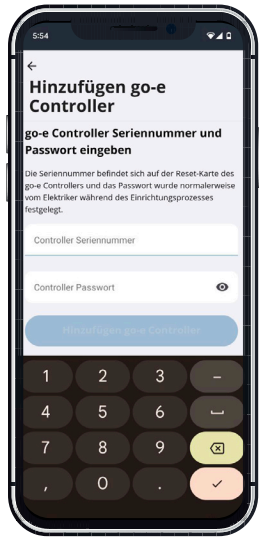 5:54
Hinzufügen go-e
Controller
go-e Controller Seriennummer und
Passwort eingeben
Die Seriennummer befindet sich auf der Reset-Karte des
go-e Controllers und das Passwort wurde normalerweise
vom Elektriker während des Einrichtungsprozesses
festgelegt.
Controller Seriennummer
Controller Passwort
Hinzufügen go-e Controller
1 2 3 –
4 5 6
7 8 9
, 0 .